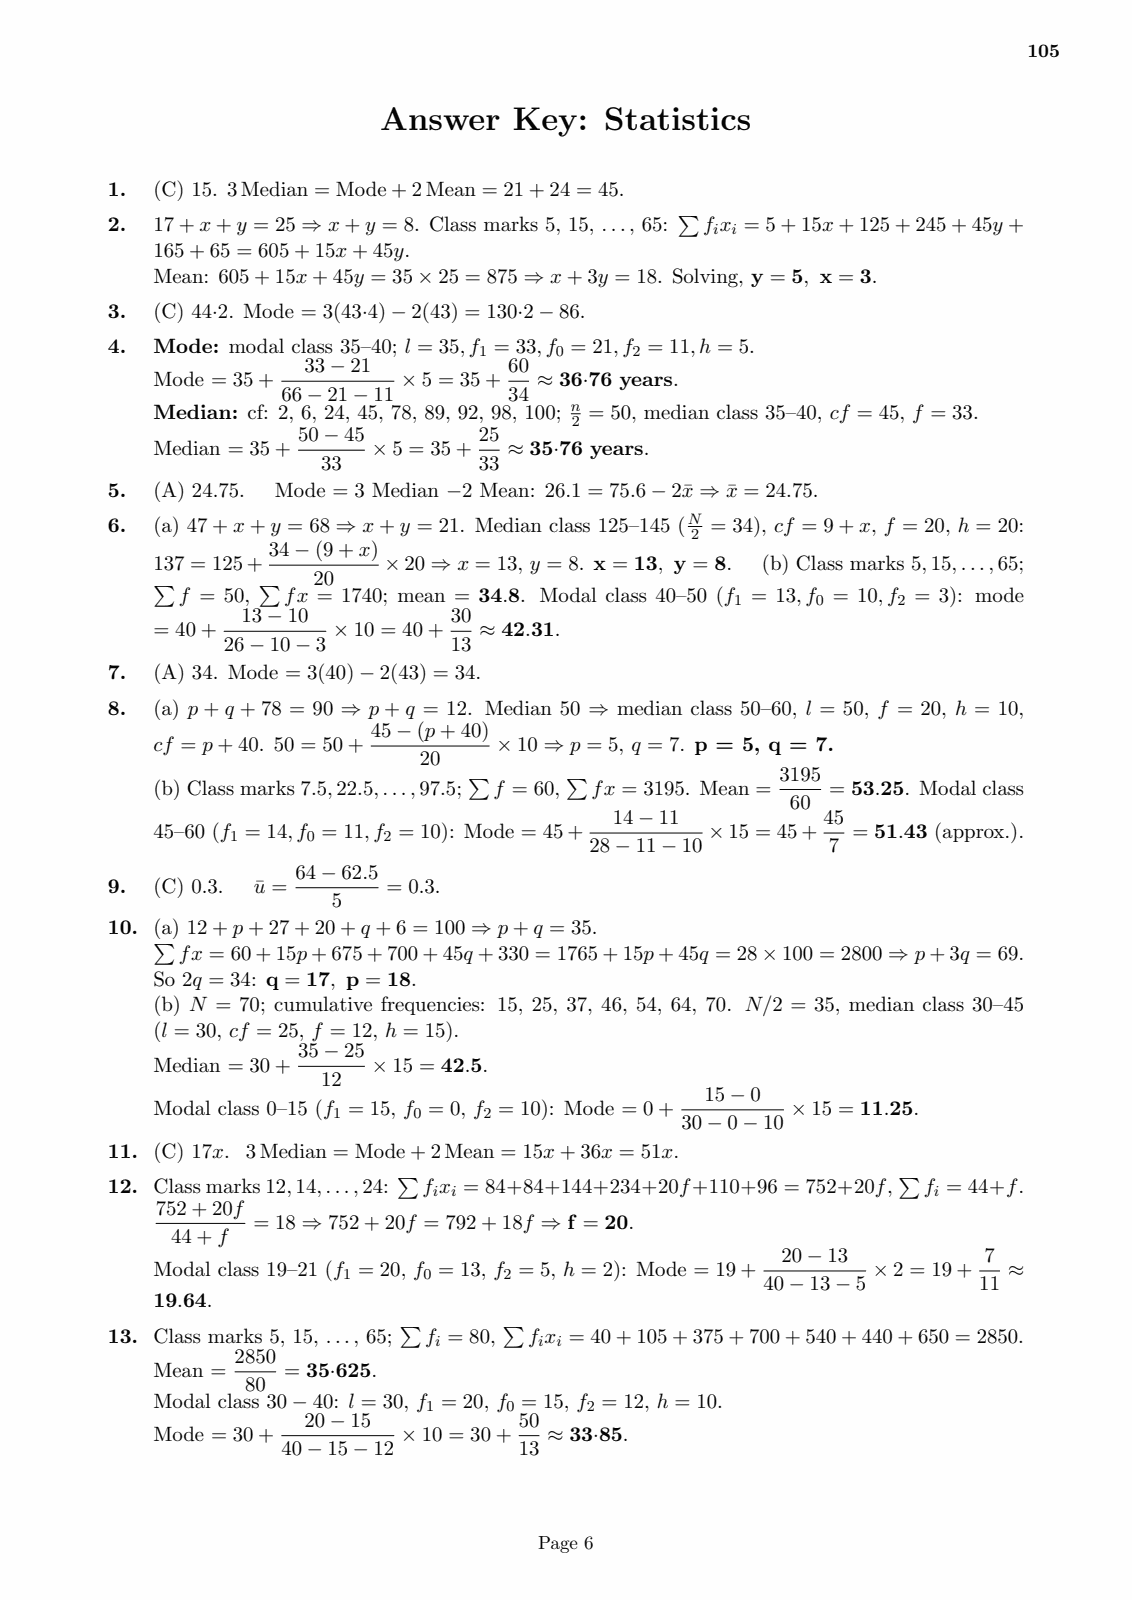 105
Answer Key: Statistics
1. (C) 15. 3 Median = Mode + 2 Mean = 21 + 24 = 45.
2. 17 + x + y = 25 ⇒ x + y = 8. Class marks 5, 15, …, 65: ∑ fᵢxᵢ = 5 + 15x + 125 + 245 + 45y +
165 + 65 = 605 + 15x + 45y.
Mean: 605 + 15x + 45y = 35 × 25 = 875 ⇒ x + 3y = 18. Solving, y = 5, x = 3.
3. (C) 44·2. Mode = 3(43·4) − 2(43) = 130·2 − 86.
4. Mode: modal class 35–40; l = 35, f₁ = 33, f₀ = 21, f₂ = 11, h = 5.
Mode = 35 + (33 − 21)/(66 − 21 − 11) × 5 = 35 + 60/34 ≈ 36·76 years.
Median: cf: 2, 6, 24, 45, 78, 89, 92, 98, 100; n/2 = 50, median class 35–40, cf = 45, f = 33.
Median = 35 + (50 − 45)/33 × 5 = 35 + 25/33 ≈ 35·76 years.
5. (A) 24.75. Mode = 3 Median −2 Mean: 26.1 = 75.6 − 2x̄ ⇒ x̄ = 24.75.
6. (a) 47 + x + y = 68 ⇒ x + y = 21. Median class 125–145 (N/2 = 34), cf = 9 + x, f = 20, h = 20:
137 = 125 + (34 − (9 + x))/20 × 20 ⇒ x = 13, y = 8. x = 13, y = 8. (b) Class marks 5, 15, …, 65;
∑ f = 50, ∑ fx = 1740; mean = 34.8. Modal class 40–50 (f₁ = 13, f₀ = 10, f₂ = 3): mode
= 40 + (13 − 10)/(26 − 10 − 3) × 10 = 40 + 30/13 ≈ 42.31.
7. (A) 34. Mode = 3(40) − 2(43) = 34.
8. (a) p + q + 78 = 90 ⇒ p + q = 12. Median 50 ⇒ median class 50–60, l = 50, f = 20, h = 10,
cf = p + 40. 50 = 50 + (45 − (p + 40))/20 × 10 ⇒ p = 5, q = 7. p = 5, q = 7.
(b) Class marks 7.5, 22.5, …, 97.5; ∑ f = 60, ∑ fx = 3195. Mean = 3195/60 = 53.25. Modal class
45–60 (f₁ = 14, f₀ = 11, f₂ = 10): Mode = 45 + (14 − 11)/(28 − 11 − 10) × 15 = 45 + 45/7 = 51.43 (approx.).
9. (C) 0.3. ū = (64 − 62.5)/5 = 0.3.
10. (a) 12 + p + 27 + 20 + q + 6 = 100 ⇒ p + q = 35.
∑ fx = 60 + 15p + 675 + 700 + 45q + 330 = 1765 + 15p + 45q = 28 × 100 = 2800 ⇒ p + 3q = 69.
So 2q = 34: q = 17, p = 18.
(b) N = 70; cumulative frequencies: 15, 25, 37, 46, 54, 64, 70. N/2 = 35, median class 30–45
(l = 30, cf = 25, f = 12, h = 15).
Median = 30 + (35 − 25)/12 × 15 = 42.5.
Modal class 0–15 (f₁ = 15, f₀ = 0, f₂ = 10): Mode = 0 + (15 − 0)/(30 − 0 − 10) × 15 = 11.25.
11. (C) 17x. 3 Median = Mode + 2 Mean = 15x + 36x = 51x.
12. Class marks 12, 14, …, 24: ∑ fᵢxᵢ = 84+84+144+234+20f+110+96 = 752+20f, ∑ fᵢ = 44+f.
(752 + 20f)/(44 + f) = 18 ⇒ 752 + 20f = 792 + 18f ⇒ f = 20.
Modal class 19–21 (f₁ = 20, f₀ = 13, f₂ = 5, h = 2): Mode = 19 + (20 − 13)/(40 − 13 − 5) × 2 = 19 + 7/11 ≈
19.64.
13. Class marks 5, 15, …, 65; ∑ fᵢ = 80, ∑ fᵢxᵢ = 40 + 105 + 375 + 700 + 540 + 440 + 650 = 2850.
Mean = 2850/80 = 35·625.
Modal class 30 − 40: l = 30, f₁ = 20, f₀ = 15, f₂ = 12, h = 10.
Mode = 30 + (20 − 15)/(40 − 15 − 12) × 10 = 30 + 50/13 ≈ 33·85.
Page 6